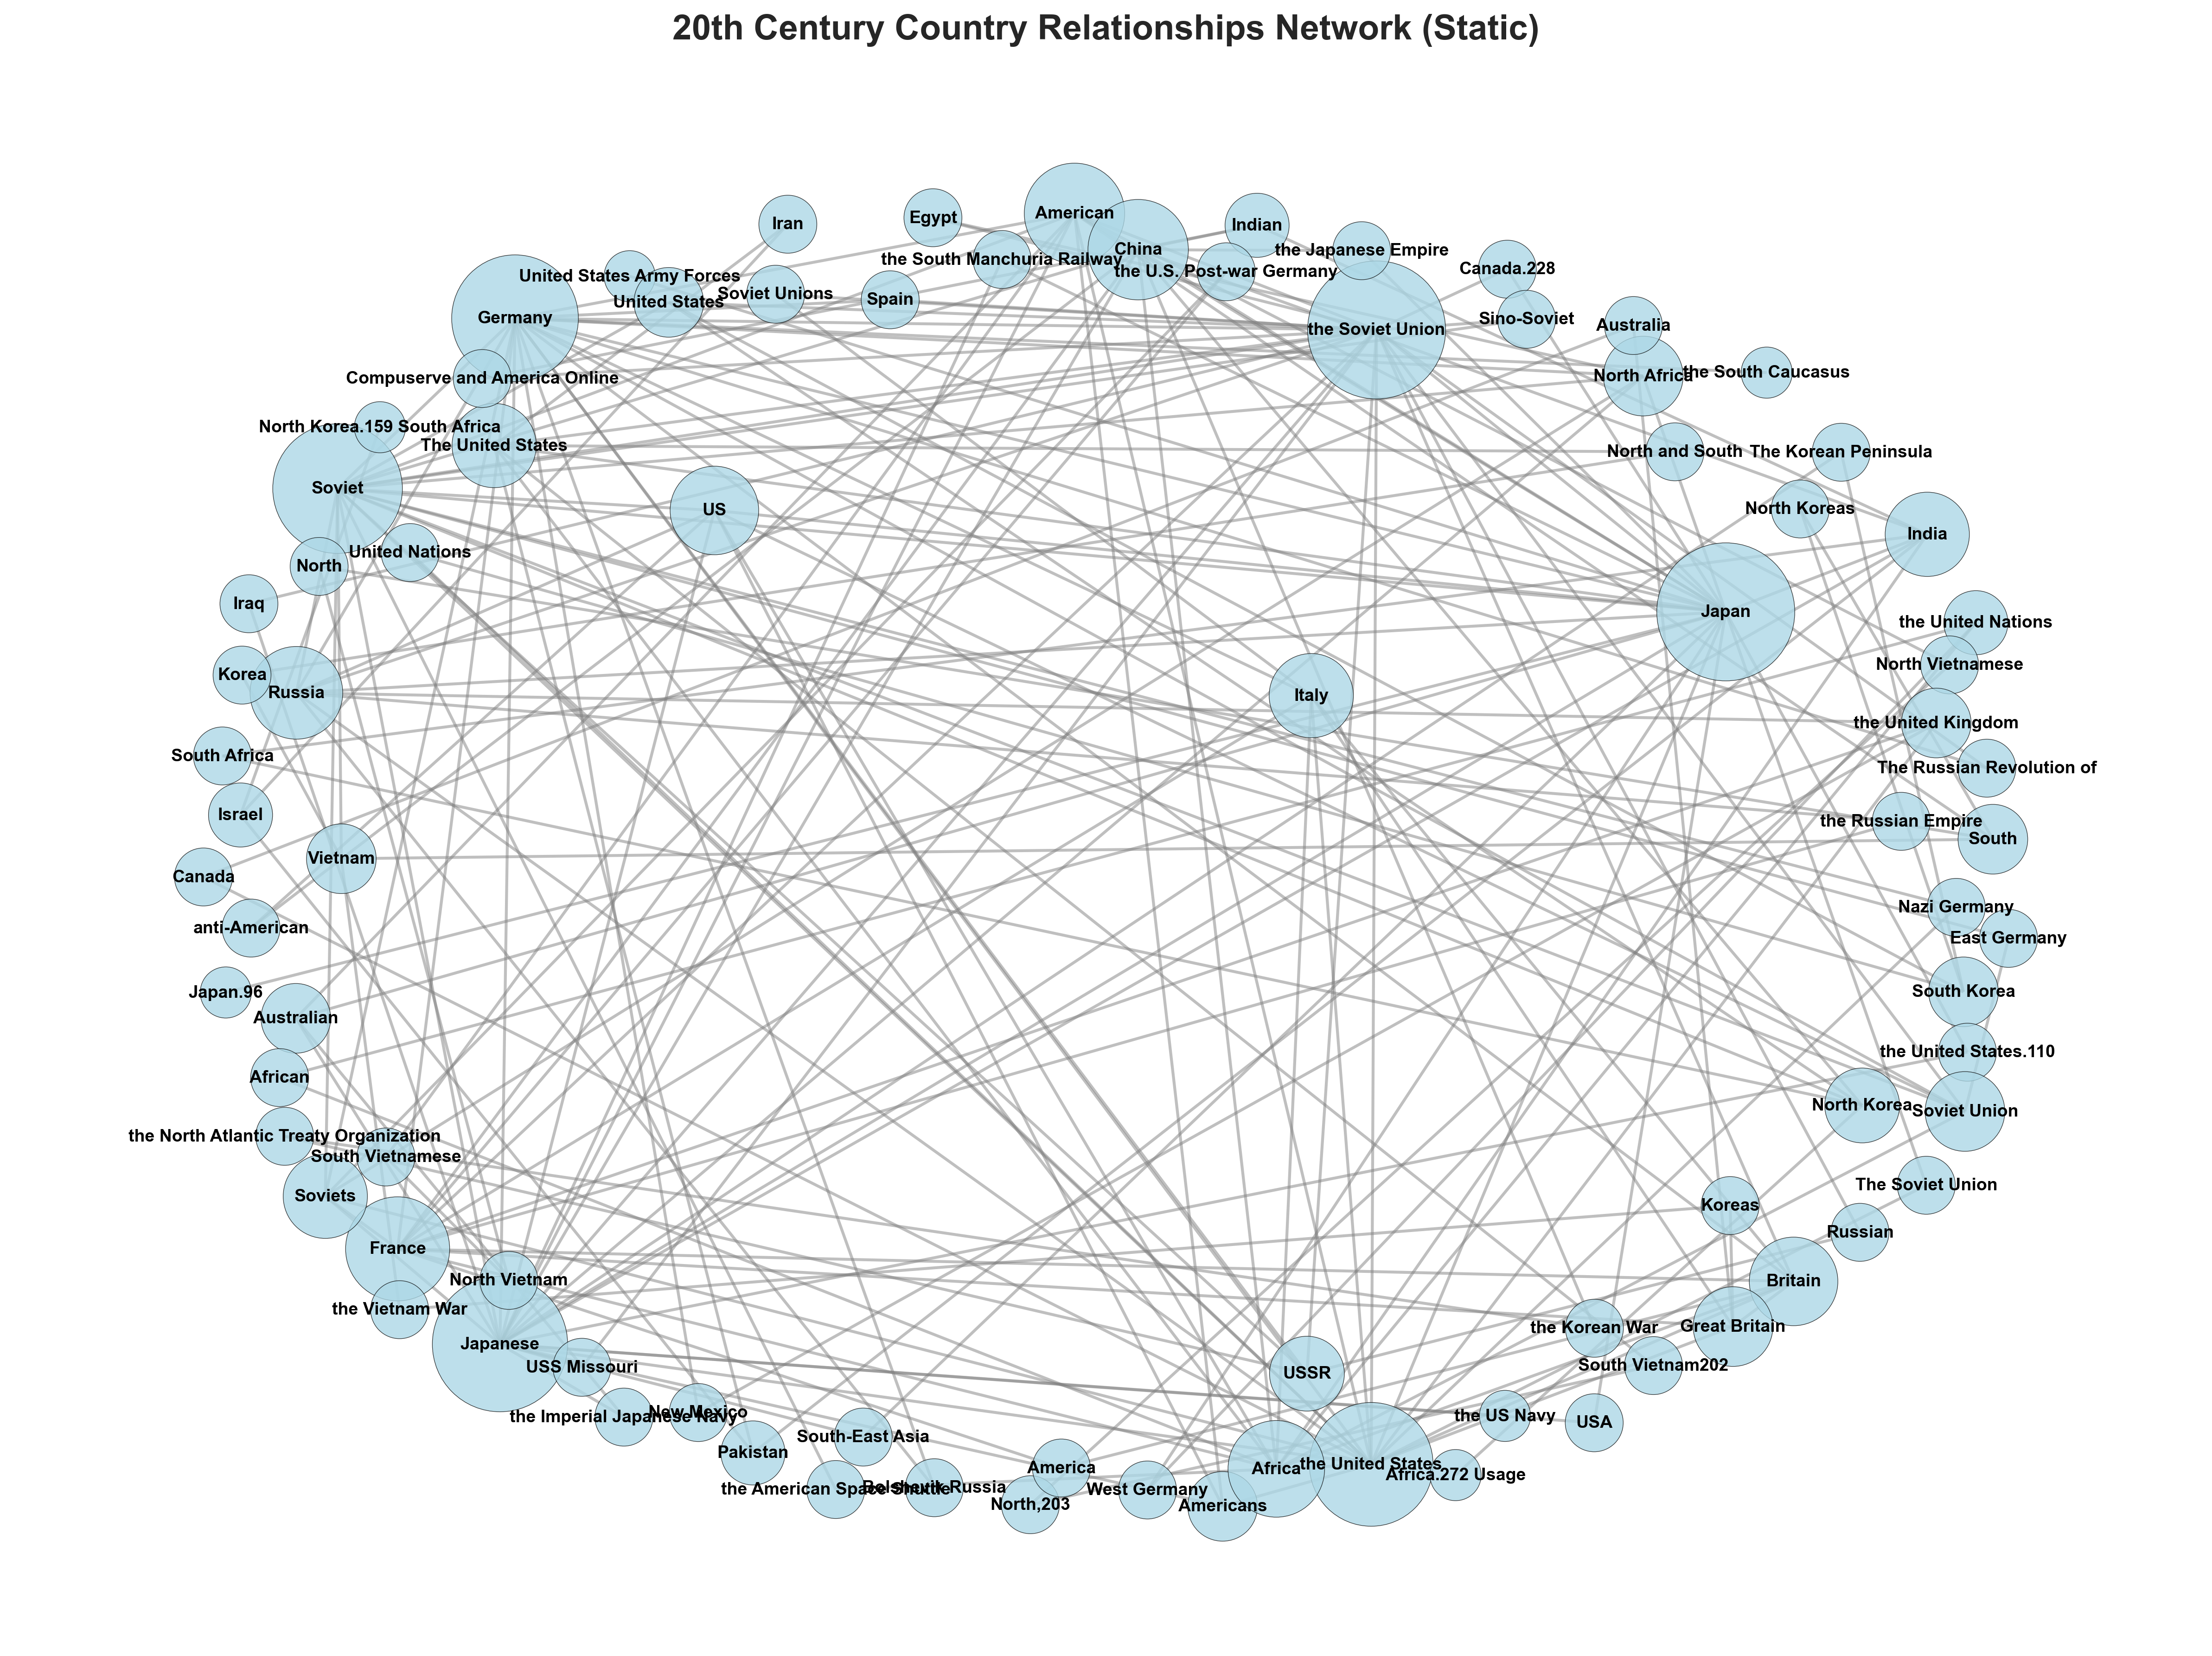 20th Century Country Relationships Network (Static)
American
Egypt
Iran
Indian
China
the Japanese Empire
the South Manchuria Railway
the U.S. Post-war Germany
Canada.228
United States Army Forces
Soviet Unions
United States
Spain
Germany
Sino-Soviet
Australia
the Soviet Union
the South Caucasus
North Africa
Compuserve and America Online
North Korea.159 South Africa
The United States
North and South
The Korean Peninsula
Soviet
US
North Koreas
India
United Nations
North
Iraq
Japan
the United Nations
North Vietnamese
Korea
Russia
Italy
the United Kingdom
South Africa
The Russian Revolution of
Israel
the Russian Empire
South
Vietnam
Canada
Nazi Germany
anti-American
East Germany
Japan.96
South Korea
Australian
the United States.110
African
North Korea
Soviet Union
the North Atlantic Treaty Organization
South Vietnamese
The Soviet Union
Soviets
Koreas
Russian
France
North Vietnam
Britain
the Vietnam War
the Korean War
Great Britain
Japanese
USS Missouri
South Vietnam202
USSR
New Mexico
the Imperial Japanese Navy
the US Navy
USA
South-East Asia
Pakistan
America
Africa
the United States
Africa.272 Usage
the American Space Shuttle
Bolshevik Russia
West Germany
North,203
Americans